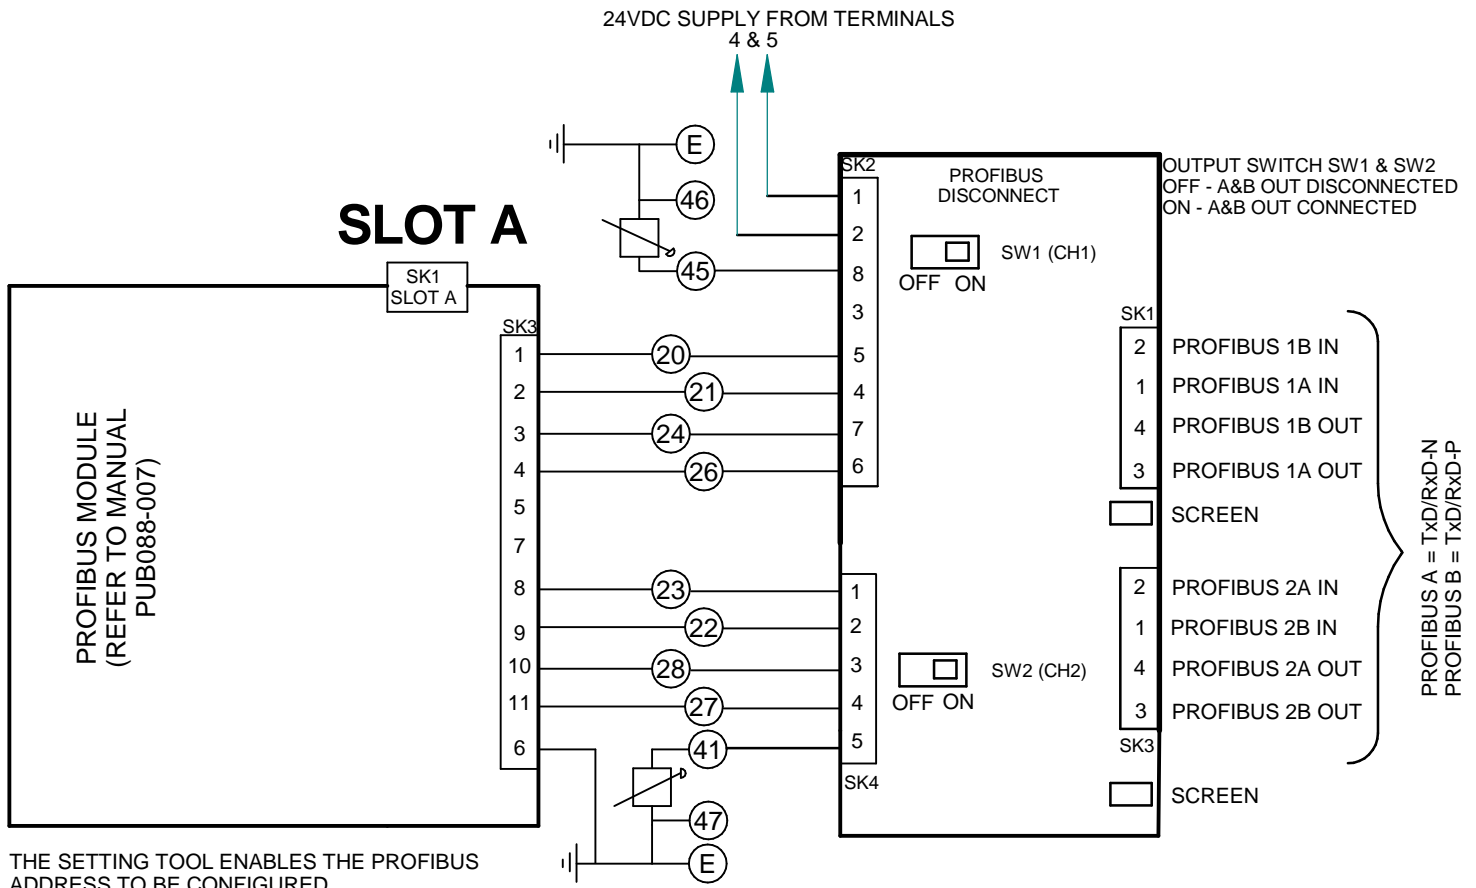 24VDC SUPPLY FROM TERMINALS
4 & 5
E
46
45
SLOT A
SK1
SLOT A
SK3
1
2
3
4
5
7
8
9
10
11
6
PROFIBUS MODULE
(REFER TO MANUAL
PUB088-007)
20
21
24
26
23
22
28
27
41
47
E
SK2
1
2
8
3
5
4
7
6
1
2
3
4
5
SK4
PROFIBUS
DISCONNECT
SW1 (CH1)
OFF ON
SW2 (CH2)
OFF ON
OUTPUT SWITCH SW1 & SW2
OFF - A&B OUT DISCONNECTED
ON - A&B OUT CONNECTED
SK1
2 PROFIBUS 1B IN
1 PROFIBUS 1A IN
4 PROFIBUS 1B OUT
3 PROFIBUS 1A OUT
SCREEN
2 PROFIBUS 2A IN
1 PROFIBUS 2B IN
4 PROFIBUS 2A OUT
3 PROFIBUS 2B OUT
SK3
SCREEN
PROFIBUS A = TxD/RxD-N
PROFIBUS B = TxD/RxD-P
THE SETTING TOOL ENABLES THE PROFIBUS
ADDRESS TO BE CONFIGURED